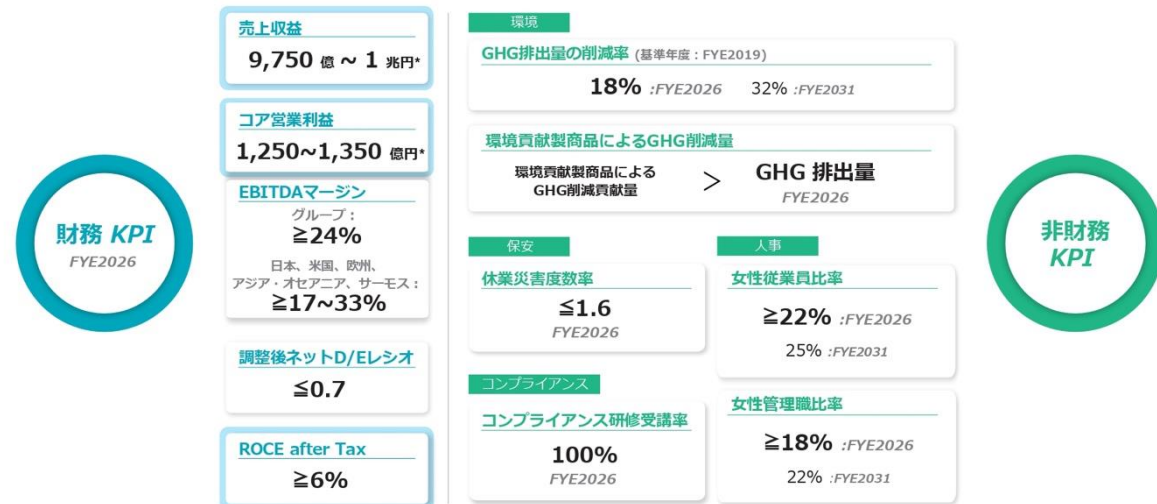 財務 KPI
FYE2026
売上収益
9,750 億 ~ 1 兆円*
コア営業利益
1,250~1,350 億円*
EBITDAマージン
グループ：
≧24%
日本、米国、欧州、
アジア・オセアニア、サーモス：
≧17~33%
調整後ネットD/Eレシオ
≦0.7
ROCE after Tax
≧6%
環境
GHG排出量の削減率 (基準年度：FYE2019)
18% :FYE2026 32% :FYE2031
環境貢献製商品によるGHG削減量
環境貢献製商品による
GHG削減貢献量
>
GHG 排出量
FYE2026
保安
休業災害度数率
≦1.6
FYE2026
コンプライアンス
コンプライアンス研修受講率
100%
FYE2026
人事
女性従業員比率
≧22% :FYE2026
25% :FYE2031
女性管理職比率
≧18% :FYE2026
22% :FYE2031
非財務
KPI